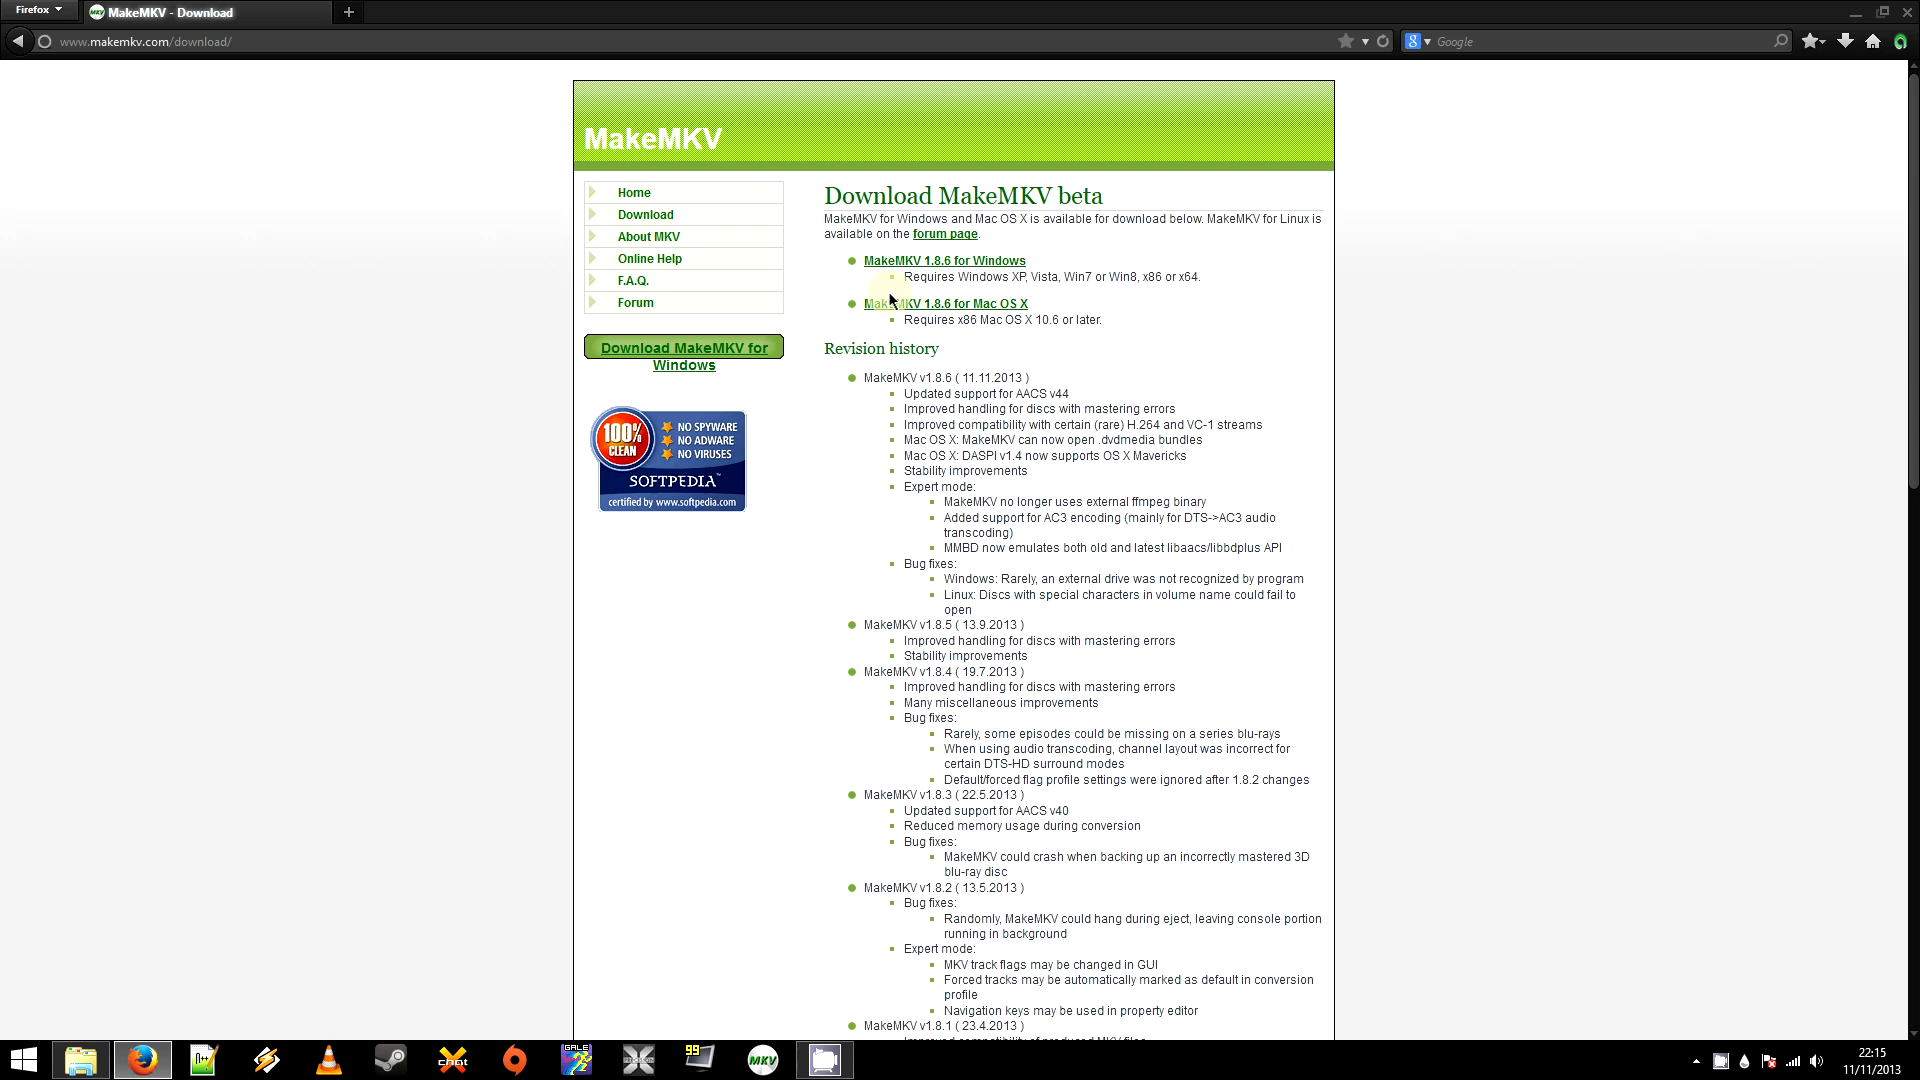 Firefox
MakeMKV - Download
www.makemkv.com/download/
Google
MakeMKV
Home
Download
About MKV
Online Help
F.A.Q.
Forum
Download MakeMKV for
Windows
100%
CLEAN
NO SPYWARE
NO ADWARE
NO VIRUSES
SOFTPEDIA™
certified by www.softpedia.com
Download MakeMKV beta
MakeMKV for Windows and Mac OS X is available for download below. MakeMKV for Linux is
available on the forum page.
MakeMKV 1.8.6 for Windows
Requires Windows XP, Vista, Win7 or Win8, x86 or x64.
MakeMKV 1.8.6 for Mac OS X
Requires x86 Mac OS X 10.6 or later.
Revision history
MakeMKV v1.8.6 ( 11.11.2013 )
Updated support for AACS v44
Improved handling for discs with mastering errors
Improved compatibility with certain (rare) H.264 and VC-1 streams
Mac OS X: MakeMKV can now open .dvdmedia bundles
Mac OS X: DASPI v1.4 now supports OS X Mavericks
Stability improvements
Expert mode:
MakeMKV no longer uses external ffmpeg binary
Added support for AC3 encoding (mainly for DTS->AC3 audio
transcoding)
MMBD now emulates both old and latest libaacs/libbdplus API
Bug fixes:
Windows: Rarely, an external drive was not recognized by program
Linux: Discs with special characters in volume name could fail to
open
MakeMKV v1.8.5 ( 13.9.2013 )
Improved handling for discs with mastering errors
Stability improvements
MakeMKV v1.8.4 ( 19.7.2013 )
Improved handling for discs with mastering errors
Many miscellaneous improvements
Bug fixes:
Rarely, some episodes could be missing on a series blu-rays
When using audio transcoding, channel layout was incorrect for
certain DTS-HD surround modes
Default/forced flag profile settings were ignored after 1.8.2 changes
MakeMKV v1.8.3 ( 22.5.2013 )
Updated support for AACS v40
Reduced memory usage during conversion
Bug fixes:
MakeMKV could crash when backing up an incorrectly mastered 3D
blu-ray disc
MakeMKV v1.8.2 ( 13.5.2013 )
Bug fixes:
Randomly, MakeMKV could hang during eject, leaving console portion
running in background
Expert mode:
MKV track flags may be changed in GUI
Forced tracks may be automatically marked as default in conversion
profile
Navigation keys may be used in property editor
MakeMKV v1.8.1 ( 23.4.2013 )
99
MKV
22:15
11/11/2013